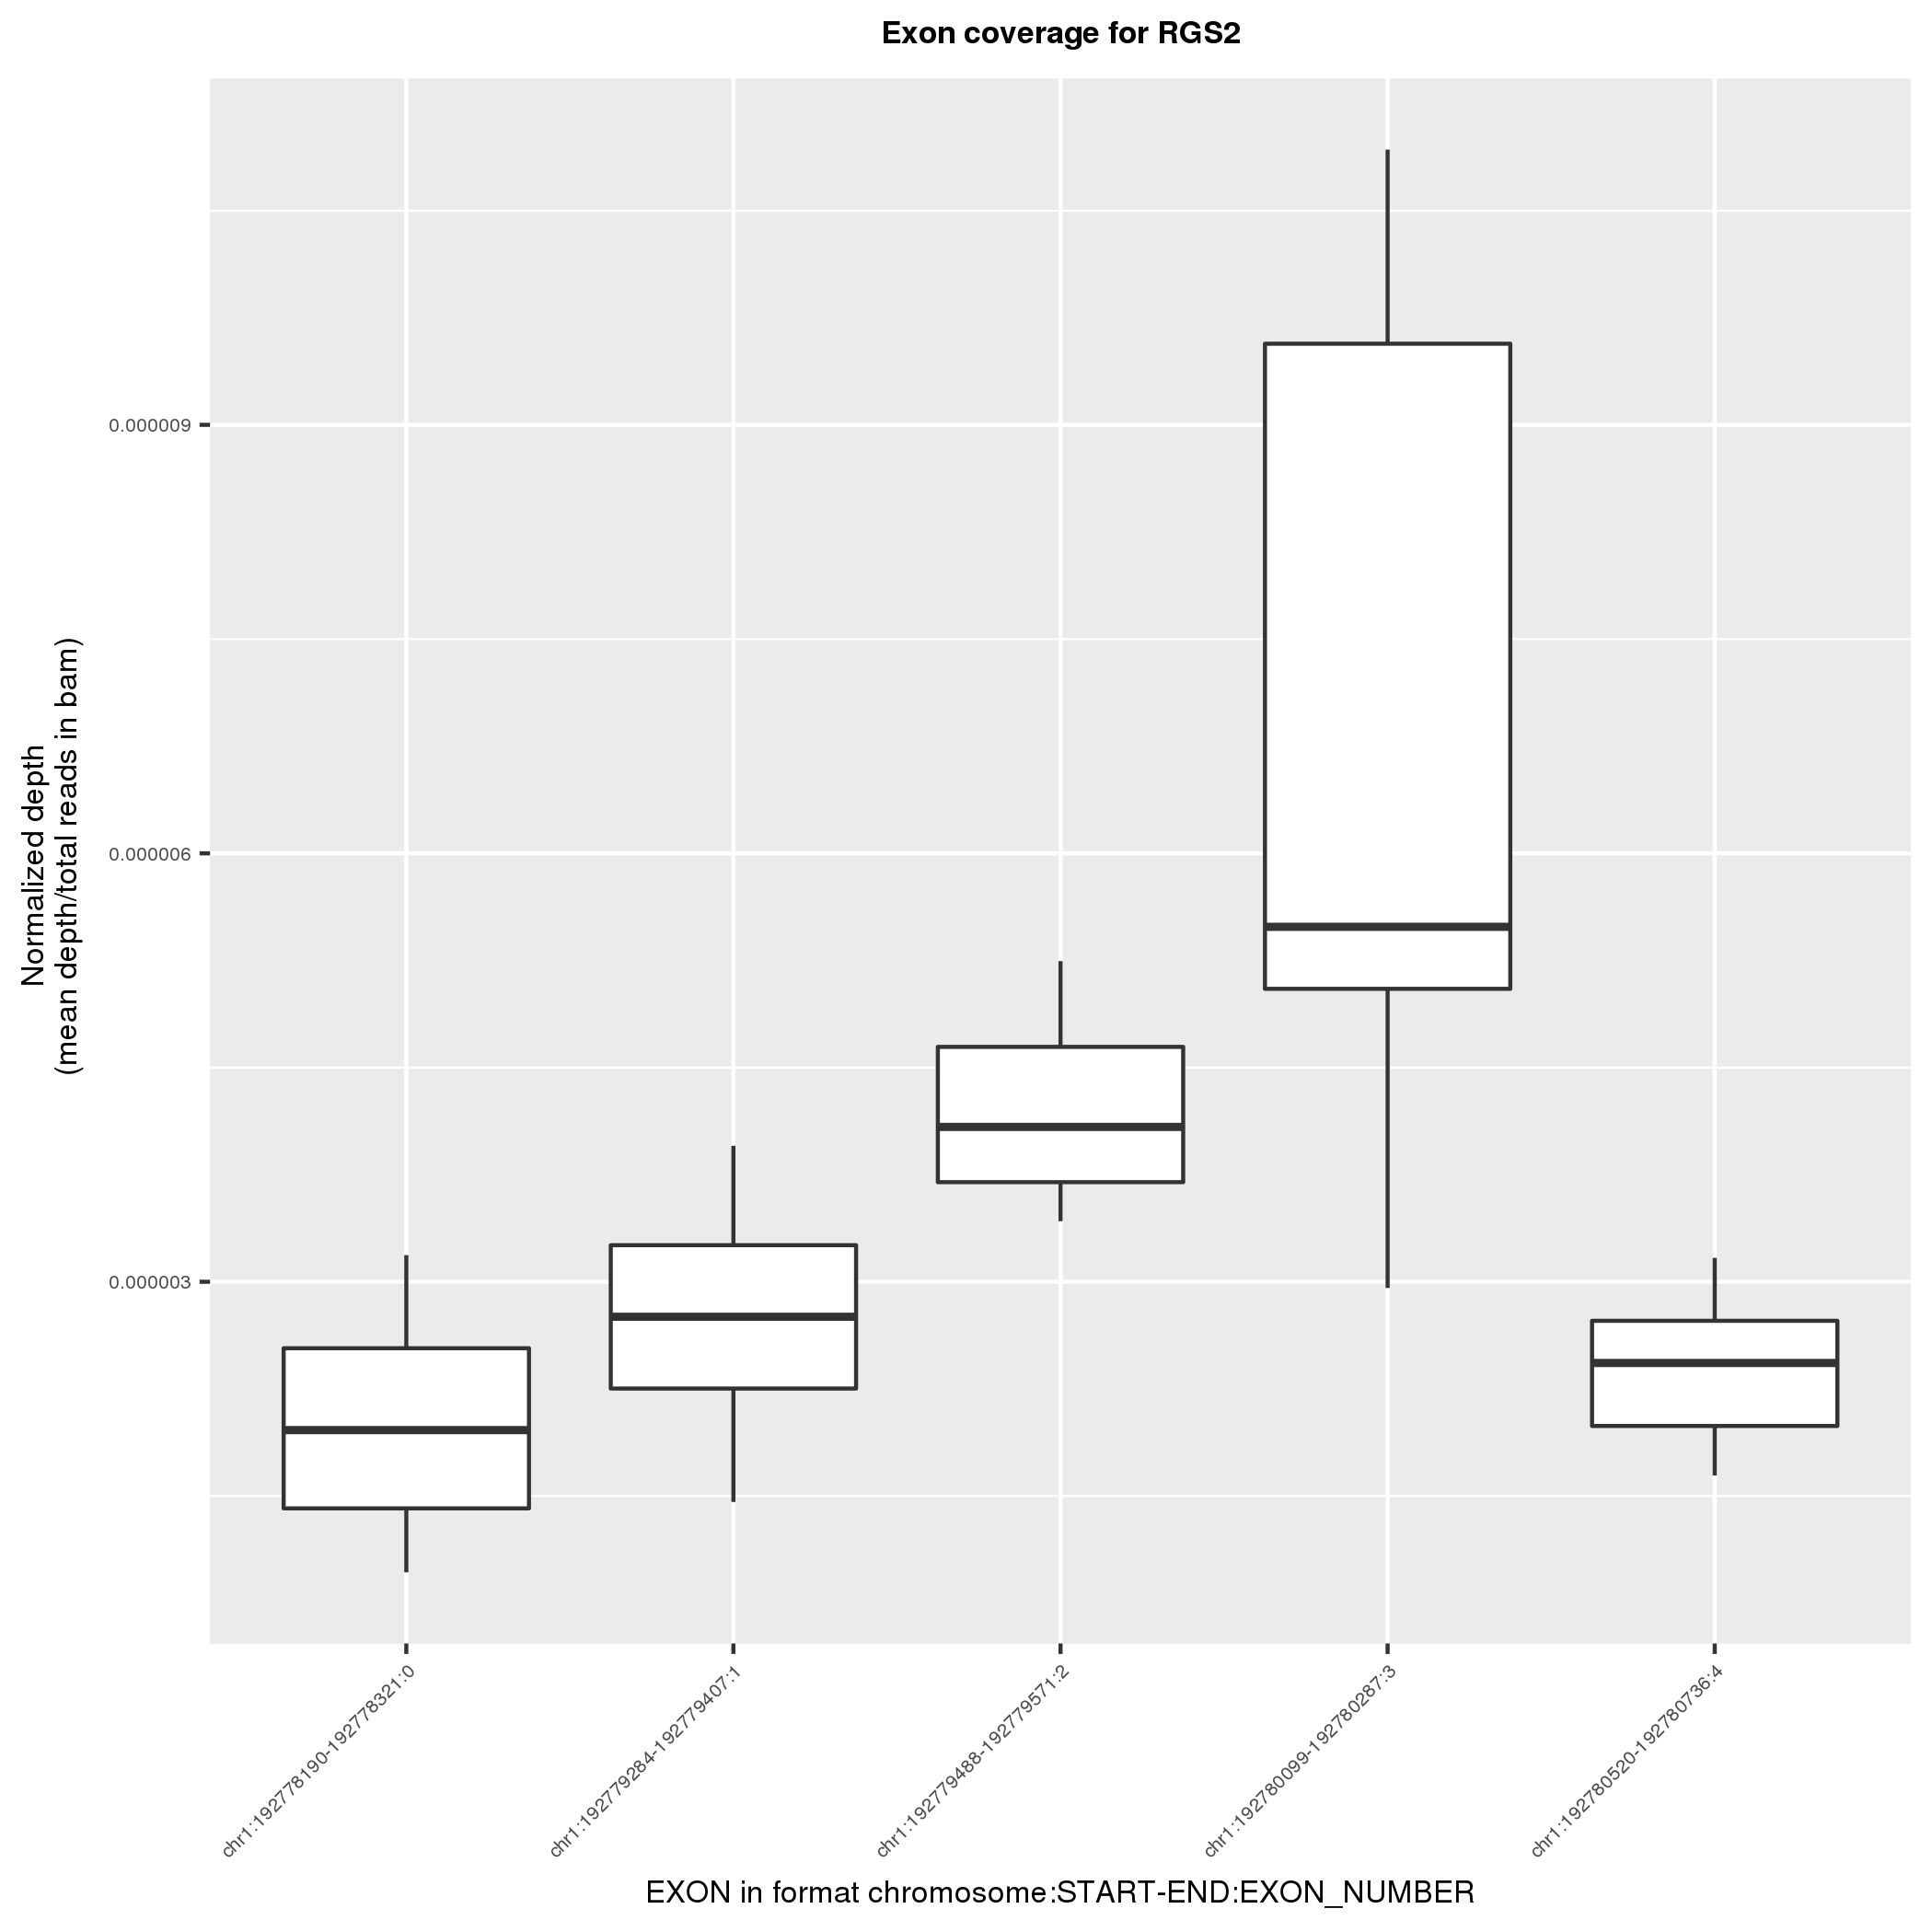 Exon coverage for RGS2
Normalized depth
(mean depth/total reads in bam)
0.000009
0.000006
0.000003
chr1:192778190-192778321:0
chr1:192779284-192779407:1
chr1:192779488-192779571:2
chr1:192780099-192780287:3
chr1:192780520-192780736:4
EXON in format chromosome:START-END:EXON_NUMBER